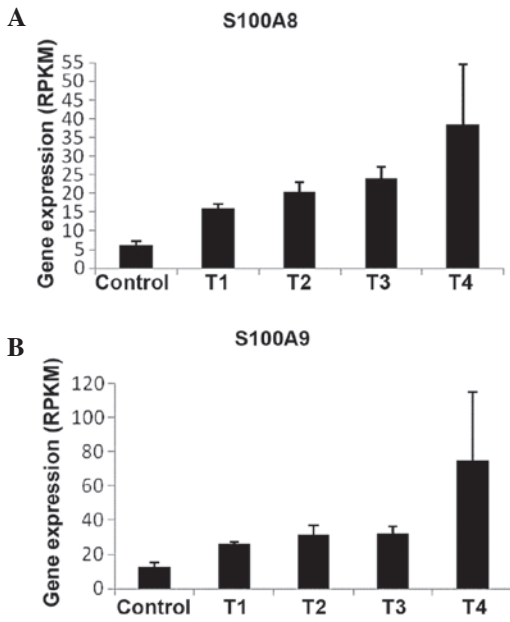 A
S100A8
Gene expression (RPKM)
55
50
45
40
35
30
25
20
15
10
5
0
Control T1 T2 T3 T4
B
S100A9
Gene expression (RPKM)
120
100
80
60
40
20
0
Control T1 T2 T3 T4